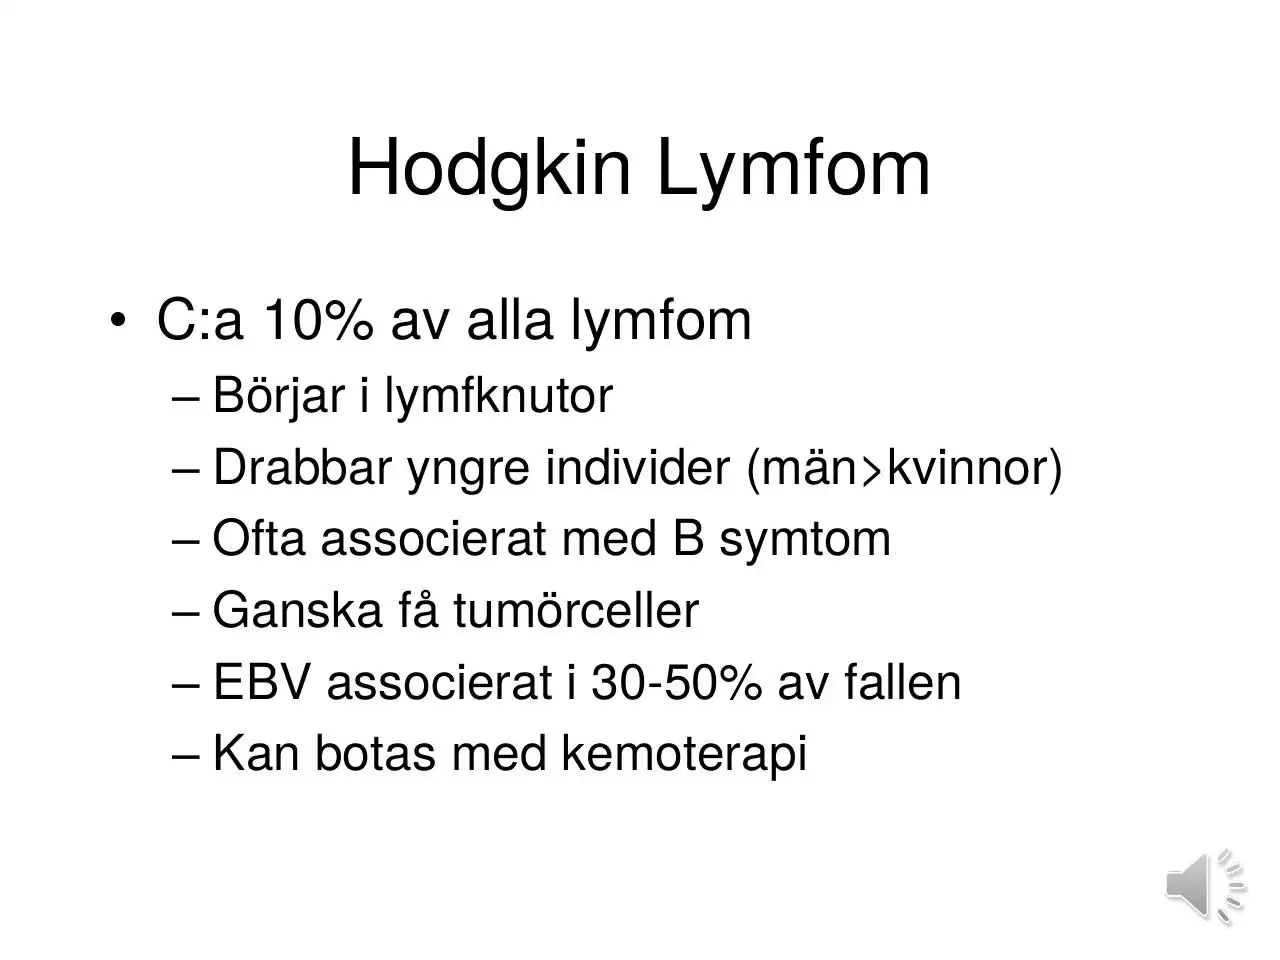 Hodgkin Lymfom
• C:a 10% av alla lymfom
– Börjar i lymfknutor
– Drabbar yngre individer (män>kvinnor)
– Ofta associerat med B symtom
– Ganska få tumörceller
– EBV associerat i 30-50% av fallen
– Kan botas med kemoterapi